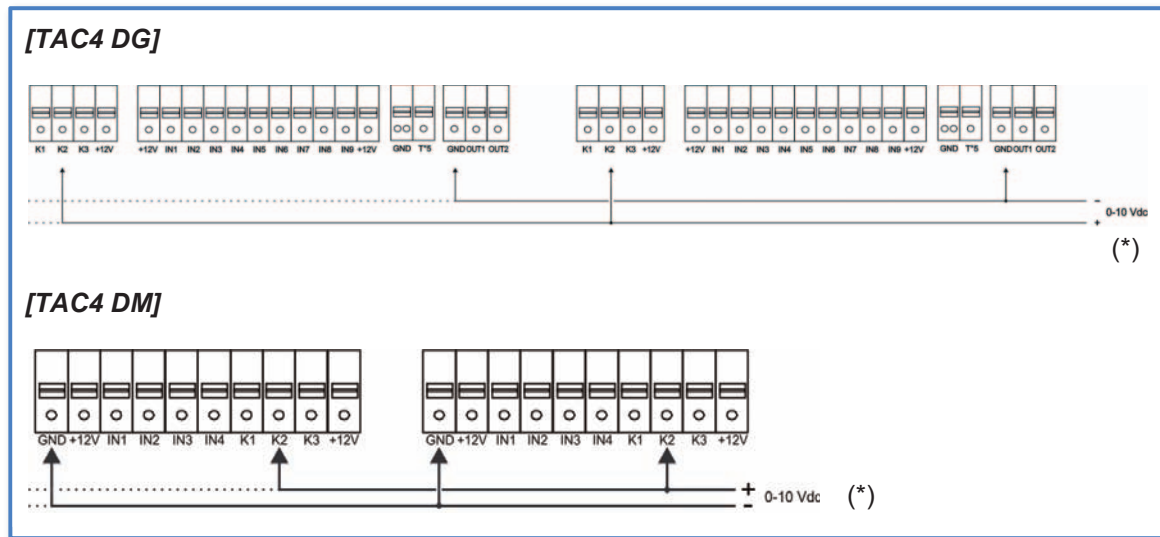 [TAC4 DG]
K1 K2 K3 +12V +12V IN1 IN2 IN3 IN4 IN5 IN6 IN7 IN8 IN9 +12V GND T°5 GND OUT1 OUT2 K1 K2 K3 +12V +12V IN1 IN2 IN3 IN4 IN5 IN6 IN7 IN8 IN9 +12V GND T°5 GND OUT1 OUT2
-
0-10 Vdc
+
(*)
[TAC4 DM]
GND +12V IN1 IN2 IN3 IN4 K1 K2 K3 +12V GND +12V IN1 IN2 IN3 IN4 K1 K2 K3 +12V
+
0-10 Vdc (*)
-